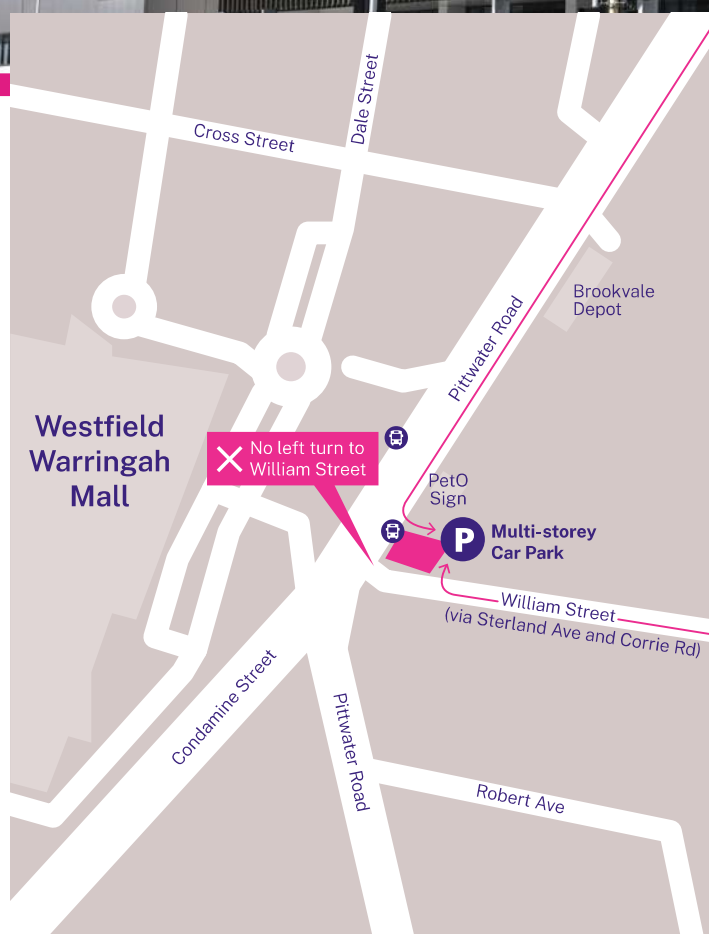 Dale Street
Cross Street
Brookvale
Depot
Pittwater Road
Westfield
Warringah
Mall
No left turn to
William Street
PetO
Sign
P
Multi-storey
Car Park
William Street
(via Sterland Ave and Corrie Rd)
Condamine Street
Pittwater Road
Robert Ave